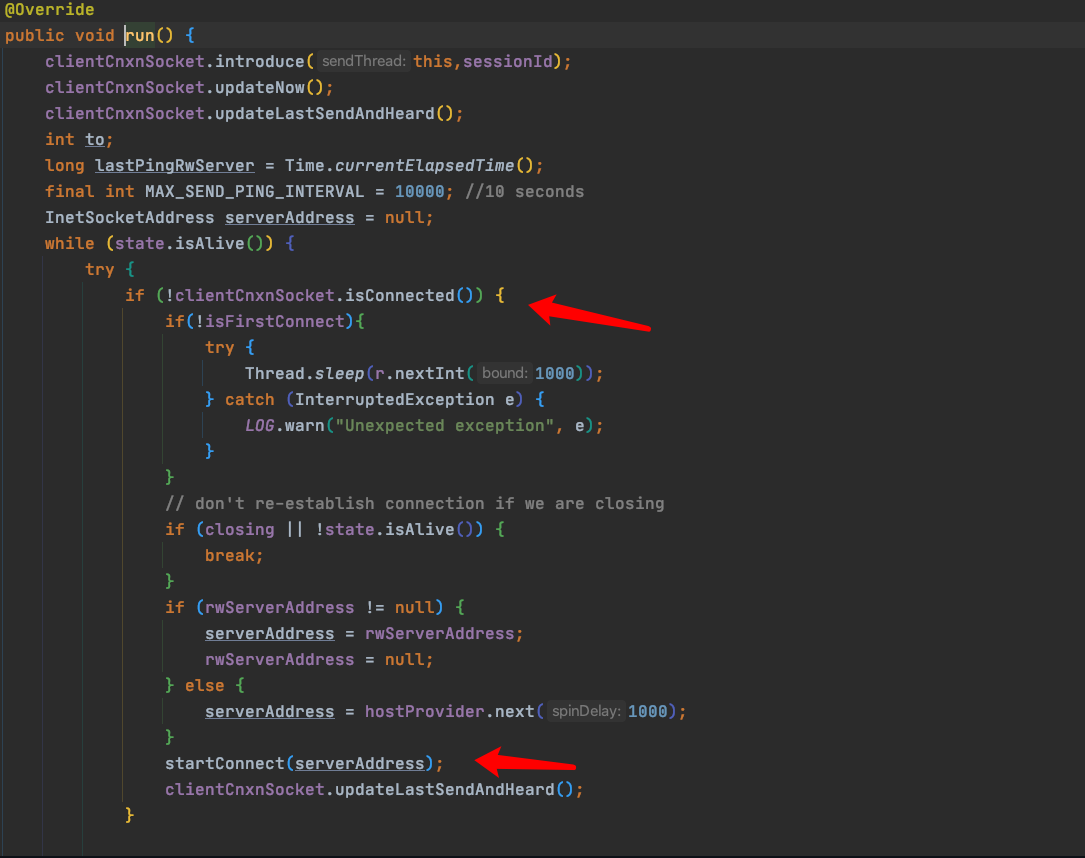 @Override
public void run() {
clientCnxnSocket.introduce( sendThread: this,sessionId);
clientCnxnSocket.updateNow();
clientCnxnSocket.updateLastSendAndHeard();
int to;
long lastPingRwServer = Time.currentElapsedTime();
final int MAX_SEND_PING_INTERVAL = 10000; //10 seconds
InetSocketAddress serverAddress = null;
while (state.isAlive()) {
try {
if (!clientCnxnSocket.isConnected()) {
if(!isFirstConnect){
try {
Thread.sleep(r.nextInt( bound: 1000));
} catch (InterruptedException e) {
LOG.warn("Unexpected exception", e);
}
}
// don't re-establish connection if we are closing
if (closing || !state.isAlive()) {
break;
}
if (rwServerAddress != null) {
serverAddress = rwServerAddress;
rwServerAddress = null;
} else {
serverAddress = hostProvider.next( spinDelay: 1000);
}
startConnect(serverAddress);
clientCnxnSocket.updateLastSendAndHeard();
}